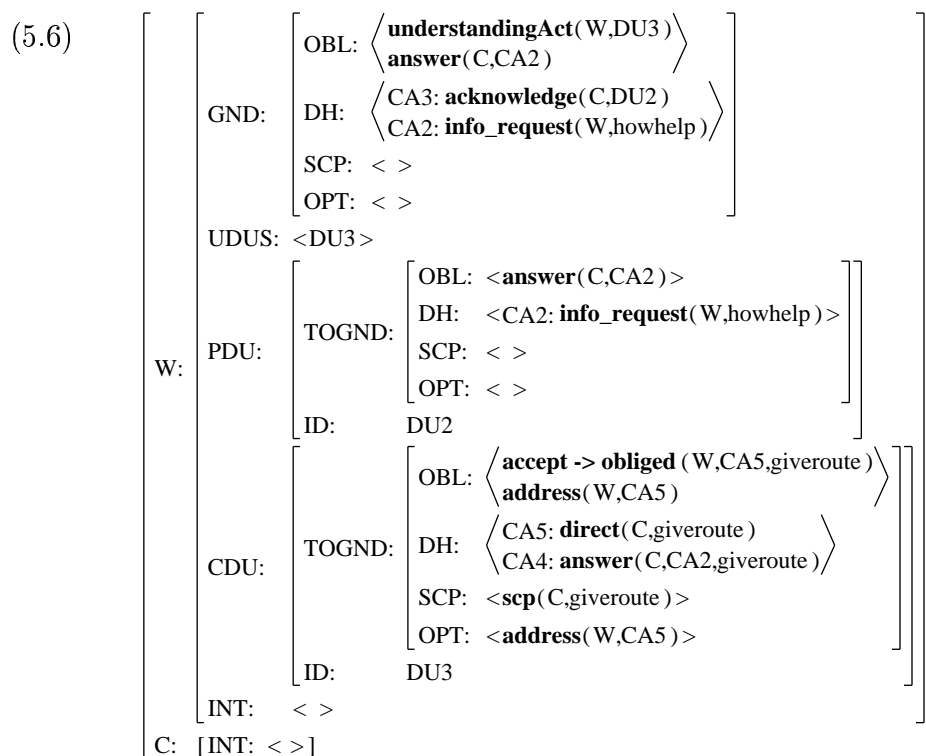 (5.6)
OBL: understandingAct(W,DU3)
answer(C,CA2)
GND: DH: CA3: acknowledge(C,DU2)
CA2: info_request(W,howhelp)
SCP: < >
OPT: < >
UDUS: <DU3>
OBL: <answer(C,CA2)>
DH: <CA2: info_request(W,howhelp)>
TOGND:
SCP: < >
PDU:
W:
OPT: < >
ID: DU2
OBL: accept -> obliged (W,CA5,giveroute)
address(W,CA5)
TOGND: DH: CA5: direct(C,giveroute)
CA4: answer(C,CA2,giveroute)
CDU:
SCP: <scp(C,giveroute)>
OPT: <address(W,CA5)>
ID: DU3
INT: < >
C: [INT: < >]